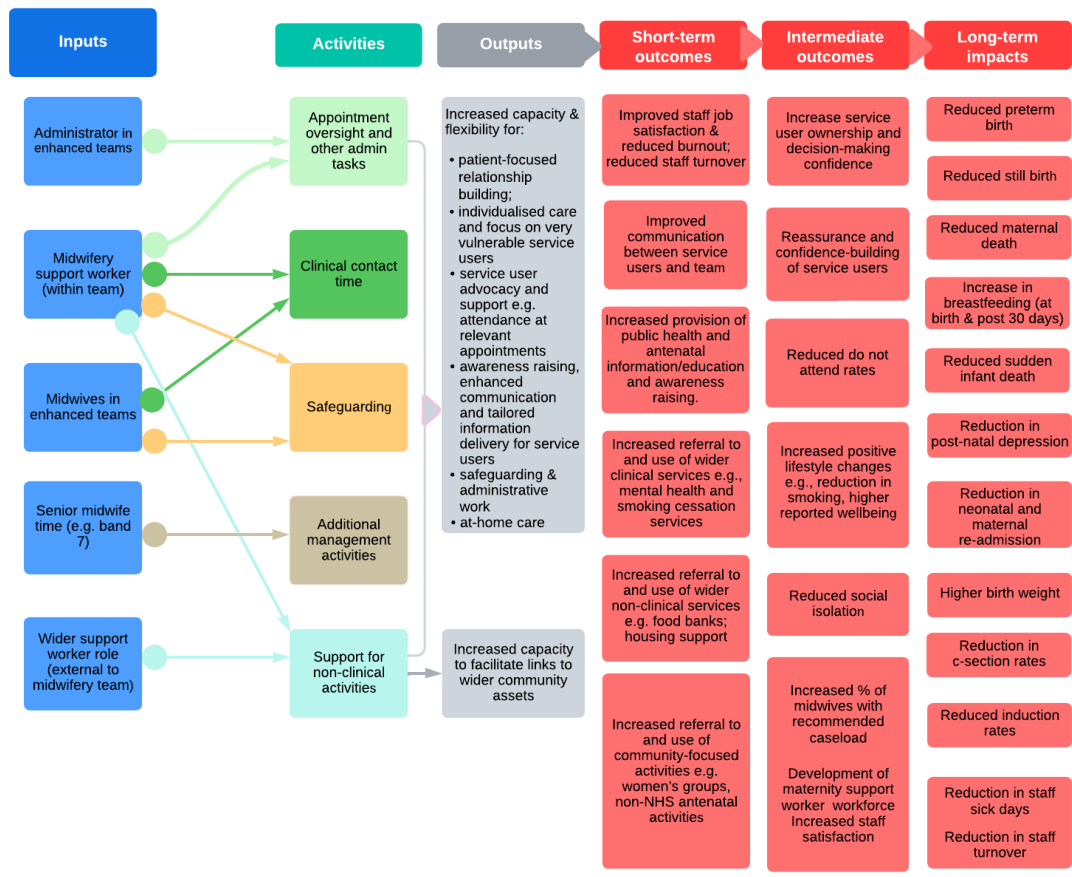 Inputs
Activities
Outputs
Short-term
outcomes
Intermediate
outcomes
Long-term
impacts
Administrator in
enhanced teams
Midwifery
support worker
(within team)
Midwives in
enhanced teams
Senior midwife
time (e.g. band
7)
Wider support
worker role
(external to
midwifery team)
Appointment
oversight and
other admin
tasks
Clinical contact
time
Safeguarding
Additional
management
activities
Support for
non-clinical
activities
Increased capacity &
flexibility for:
• patient-focused
relationship
building;
• individualised care
and focus on very
vulnerable service
users
• service user
advocacy and
support e.g.
attendance at
relevant
appointments
• awareness raising,
enhanced
communication
and tailored
information
delivery for service
users
• safeguarding &
administrative
work
• at-home care
Increased capacity
to facilitate links to
wider community
assets
Improved staff job
satisfaction &
reduced burnout;
reduced staff turnover
Improved
communication
between service
users and team
Increased provision of
public health and
antenatal
information/education
and awareness
raising.
Increased referral to
and use of wider
clinical services e.g.,
mental health and
smoking cessation
services
Increased referral to
and use of wider
non-clinical services
e.g. food banks;
housing support
Increased referral to
and use of
community-focused
activities e.g.
women's groups,
non-NHS antenatal
activities
Increase service
user ownership and
decision-making
confidence
Reassurance and
confidence-building
of service users
Reduced do not
attend rates
Increased positive
lifestyle changes
e.g., reduction in
smoking, higher
reported wellbeing
Reduced social
isolation
Increased % of
midwives with
recommended
caseload
Development of
maternity support
worker workforce
Increased staff
satisfaction
Reduced preterm
birth
Reduced still birth
Reduced maternal
death
Increase in
breastfeeding (at
birth & post 30 days)
Reduced sudden
infant death
Reduction in
post-natal depression
Reduction in
neonatal and
maternal
re-admission
Higher birth weight
Reduction in
c-section rates
Reduced induction
rates
Reduction in staff
sick days
Reduction in staff
turnover